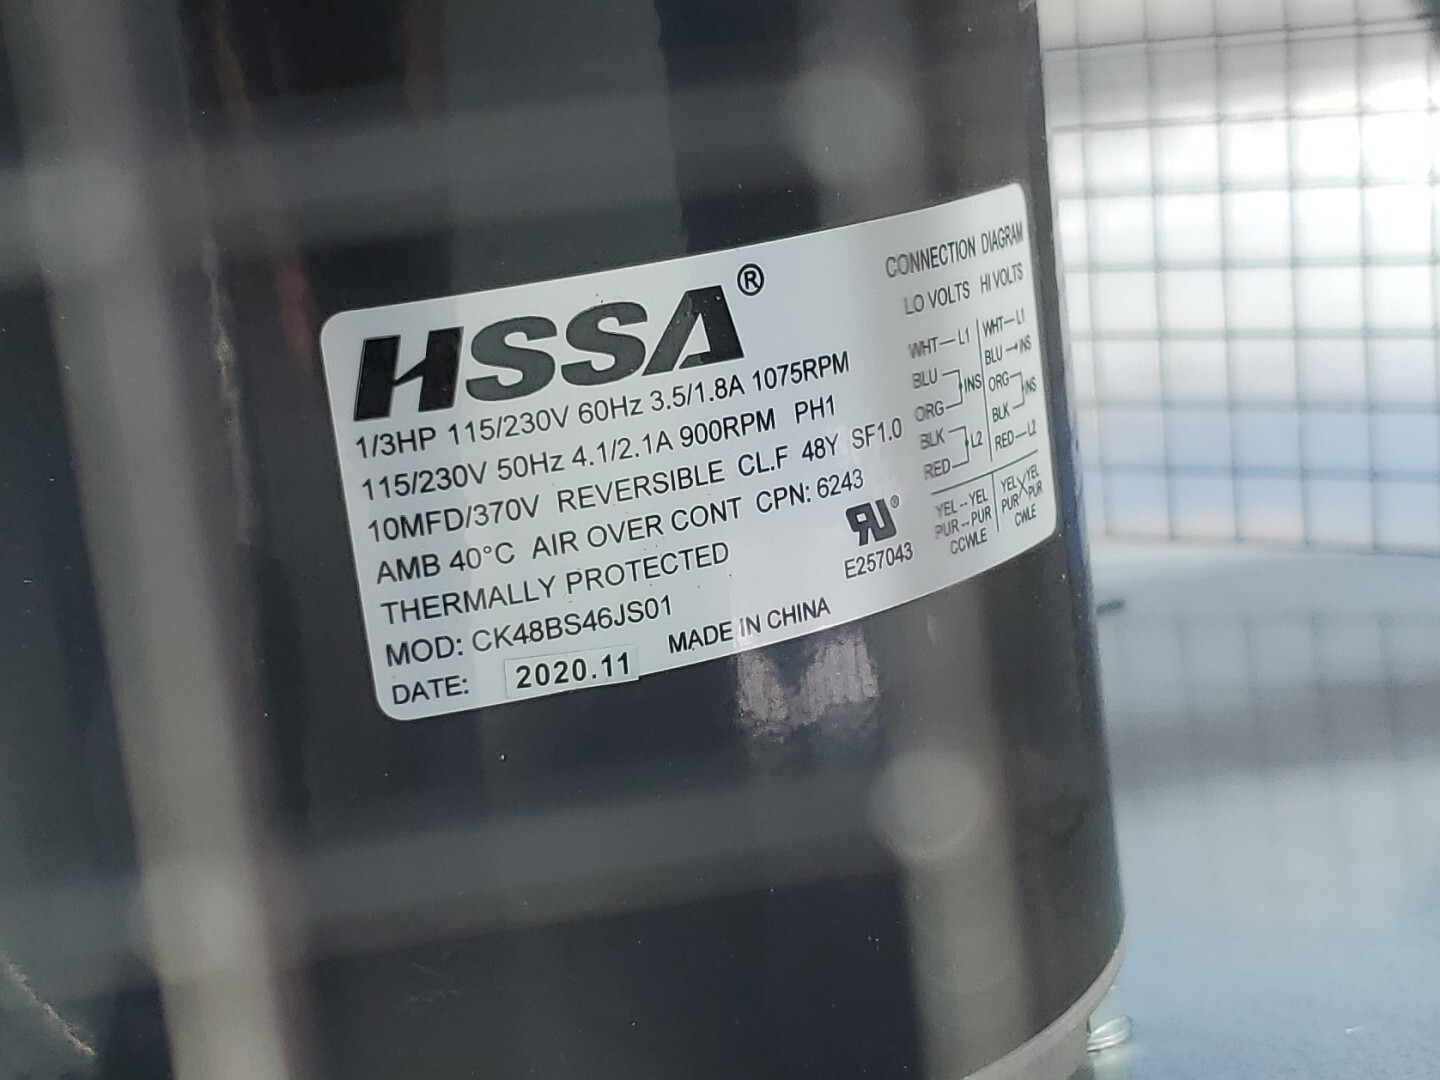 HSSA®
1/3HP 115/230V 60Hz 3.5/1.8A 1075RPM
115/230V 50Hz 4.1/2.1A 900RPM PH1
10MFD/370V REVERSIBLE CL.F 48Y SF1.0
AMB 40°C AIR OVER CONT CPN: 6243
THERMALLY PROTECTED
MOD: CK48BS46JS01
DATE: 2020.11 MADE IN CHINA
RU®
E257043
CONNECTION DIAGRAM
LO VOLTS HI VOLTS
WHT—L1 WHT—L1
BLU BLU—INS
INS
ORG ORG
INS
BLK BLK
L2
RED RED—L2
YEL--YEL YEL YEL
PUR--PUR PUR PUR
CCWLE CWLE